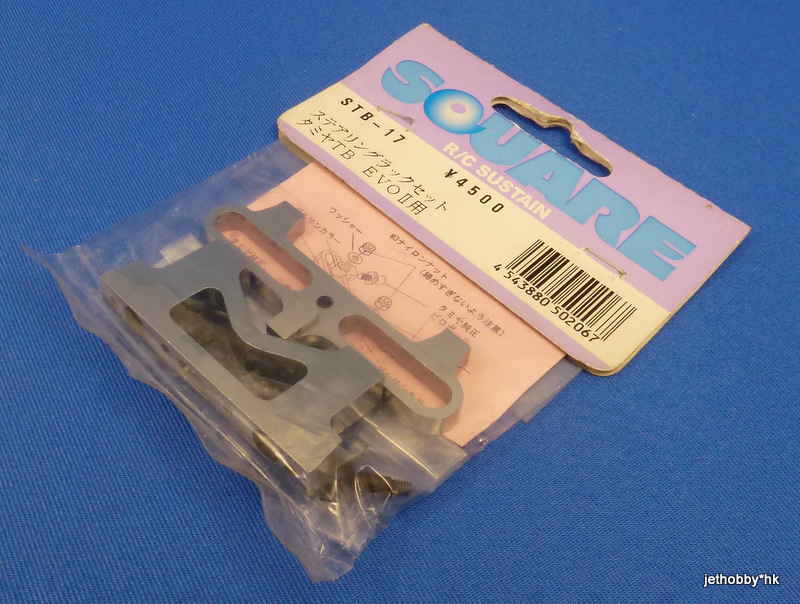 SQUARE
R/C SUSTAIN
STB-17
¥4500
ステアリングラックセット
タミヤTB EVOⅡ用
4 543880 502067
ワッシャー
M3ナイロンナット
(締めすぎないよう注意)
タミヤ純正
jethobby*hk